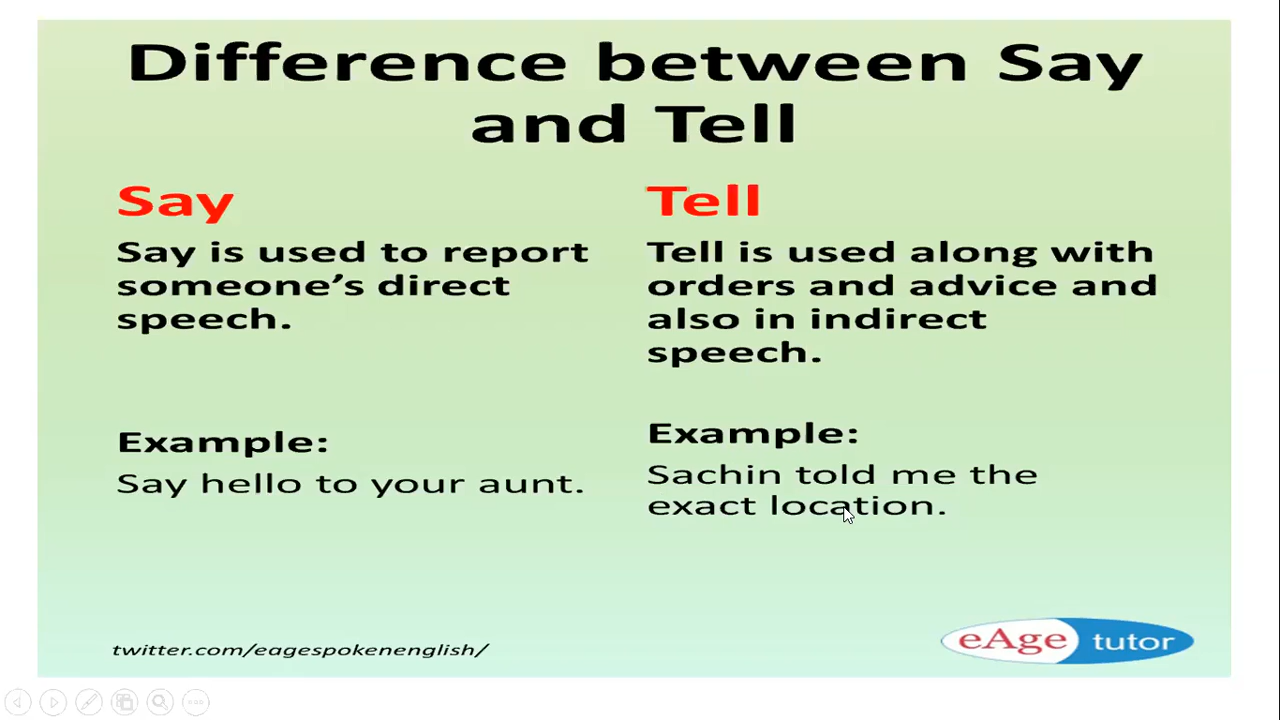 Difference between Say
and Tell
Say
Say is used to report
someone’s direct
speech.
Example:
Say hello to your aunt.
Tell
Tell is used along with
orders and advice and
also in indirect
speech.
Example:
Sachin told me the
exact location.
twitter.com/eagespokenenglish/
eAge tutor